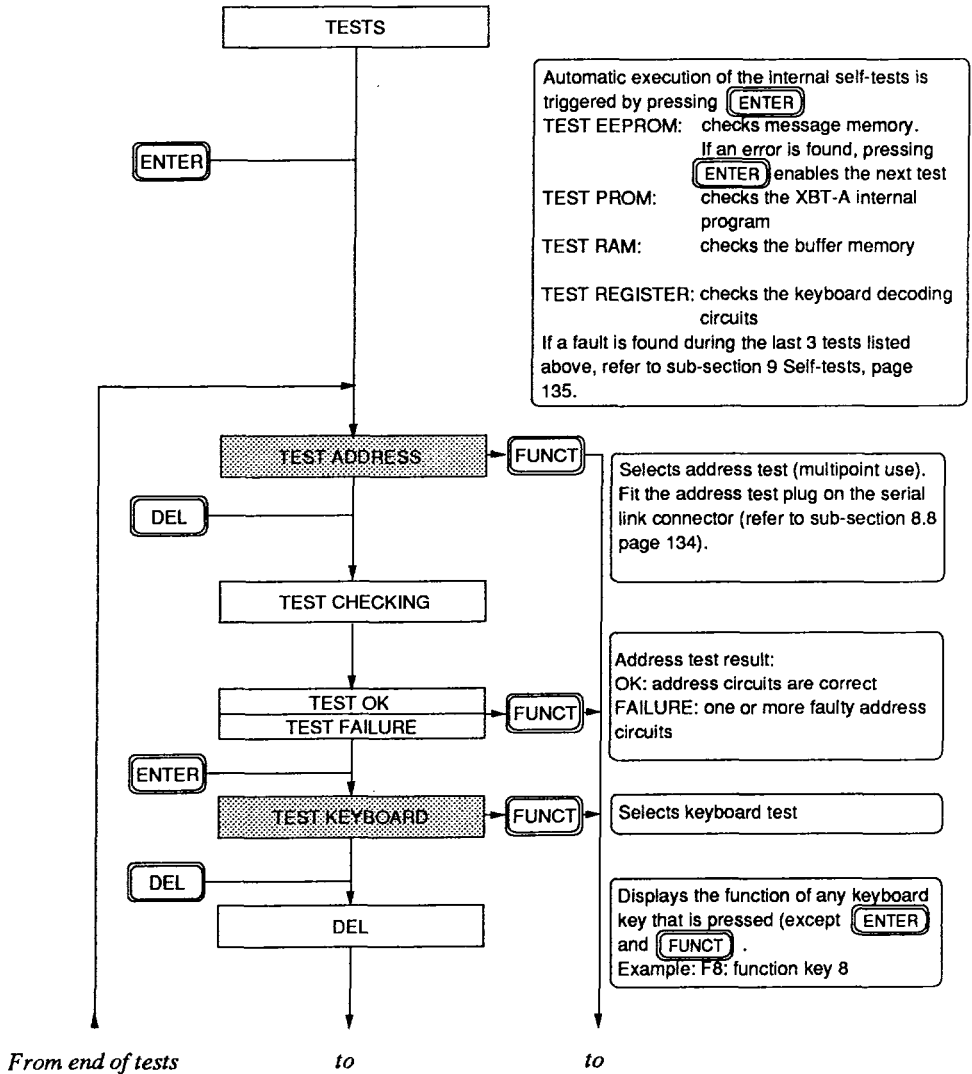 TESTS
Automatic execution of the internal self-tests is
triggered by pressing ENTER
TEST EEPROM: checks message memory.
If an error is found, pressing
ENTER enables the next test
TEST PROM: checks the XBT-A internal
program
TEST RAM: checks the buffer memory
TEST REGISTER: checks the keyboard decoding
circuits
If a fault is found during the last 3 tests listed
above, refer to sub-section 9 Self-tests, page
135.
ENTER
TEST ADDRESS
FUNCT
Selects address test (multipoint use).
Fit the address test plug on the serial
link connector (refer to sub-section 8.8
page 134).
DEL
TEST CHECKING
TEST OK
TEST FAILURE
FUNCT
Address test result:
OK: address circuits are correct
FAILURE: one or more faulty address
circuits
ENTER
TEST KEYBOARD
FUNCT
Selects keyboard test
DEL
DEL
Displays the function of any keyboard
key that is pressed (except ENTER
and FUNCT .
Example: F8: function key 8
From end of tests
to
to